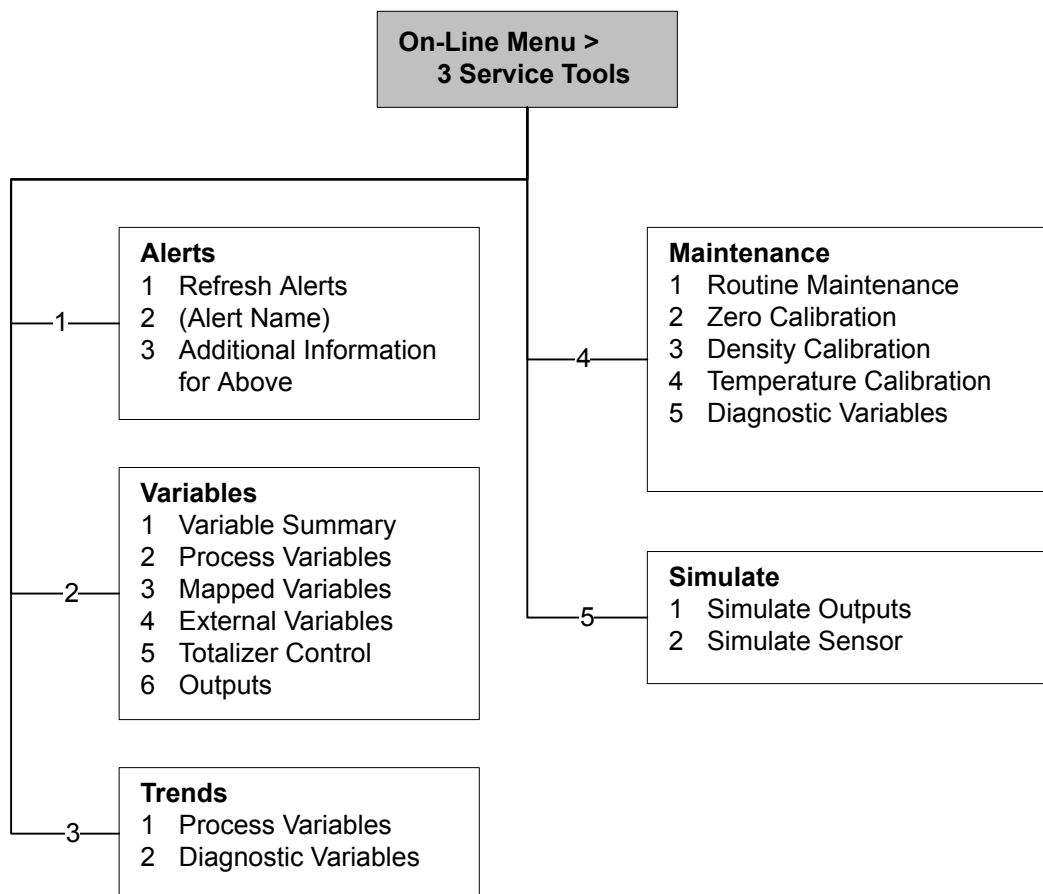 On-Line Menu >
3 Service Tools
1
Alerts
1 Refresh Alerts
2 (Alert Name)
3 Additional Information
for Above
2
Variables
1 Variable Summary
2 Process Variables
3 Mapped Variables
4 External Variables
5 Totalizer Control
6 Outputs
3
Trends
1 Process Variables
2 Diagnostic Variables
4
Maintenance
1 Routine Maintenance
2 Zero Calibration
3 Density Calibration
4 Temperature Calibration
5 Diagnostic Variables
5
Simulate
1 Simulate Outputs
2 Simulate Sensor